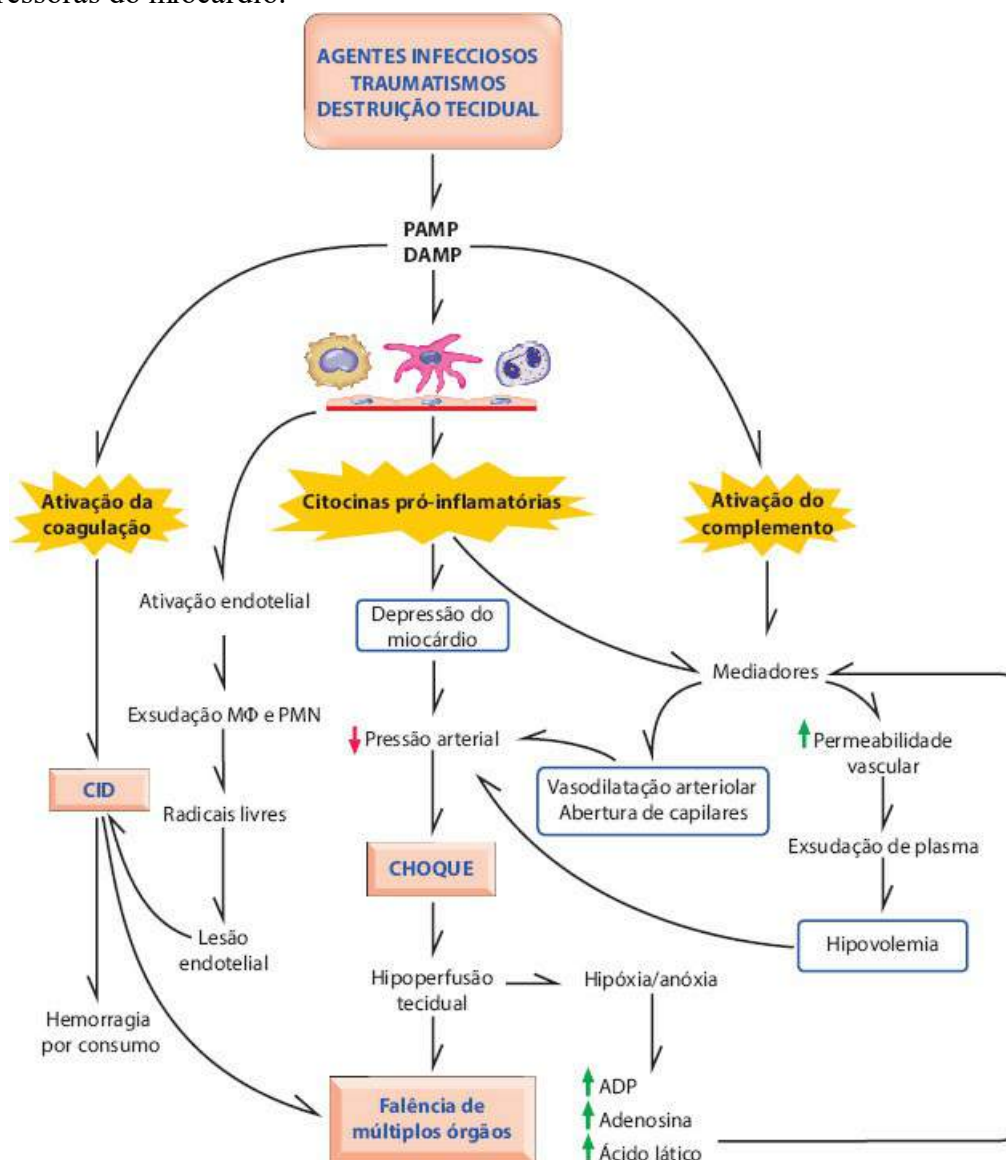 ressoras do miocárdio.
AGENTES INFECCIOSOS
TRAUMATISMOS
DESTRUIÇÃO TECIDUAL
PAMP
DAMP
Ativação da
coagulação
Citocinas pró-inflamatórias
Ativação do
complemento
Ativação endotelial
Depressão do
miocárdio
Mediadores
Exsudação MΦ e PMN
Pressão arterial
Permeabilidade
vascular
CID
Radicais livres
Vasodilatação arteriolar
Abertura de capilares
Exsudação de plasma
CHOQUE
Lesão
endotelial
Hipovolemia
Hipoperfusão
tecidual
Hipóxia/anóxia
Hemorragia
por consumo
Falência de
múltiplos órgãos
ADP
Adenosina
Ácido lático